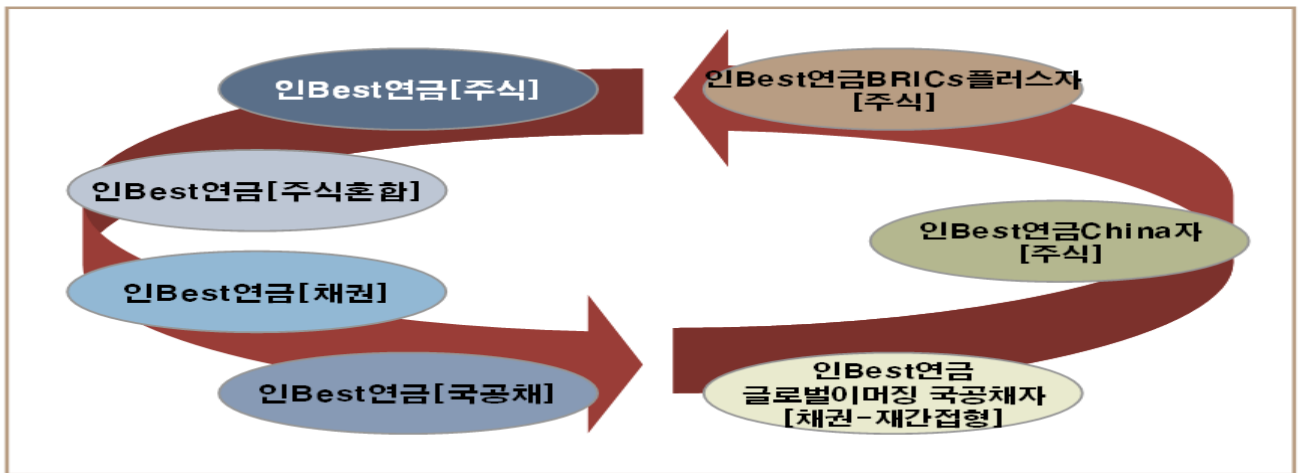 인Best연금[주식]
인Best연금BRICs플러스자
[주식]
인Best연금[주식혼합]
인Best연금China자
[주식]
인Best연금[채권]
인Best연금[국공채]
인Best연금
글로벌이머징 국공채자
[채권-재간접형]